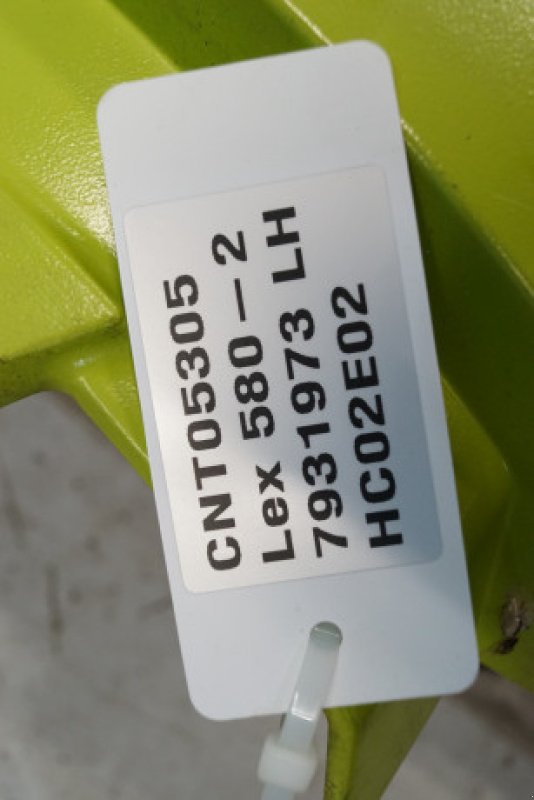 CNT05305
Lex 580 – 2
7931973 LH
HC02E02